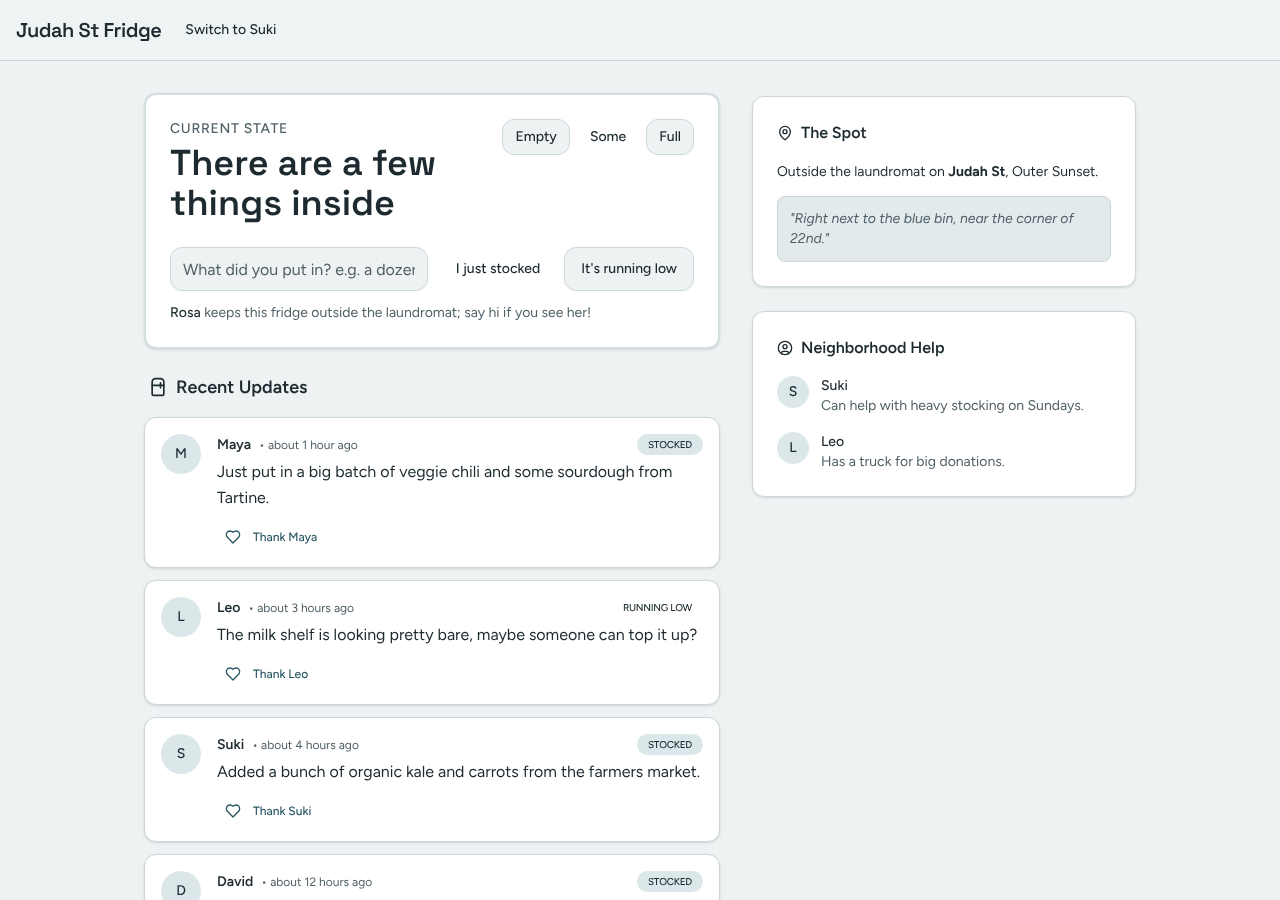 Judah St Fridge
Switch to Suki
CURRENT STATE
There are a few
things inside
Empty
Some
Full
What did you put in? e.g. a dozer
I just stocked
It's running low
Rosa keeps this fridge outside the laundromat; say hi if you see her!
Recent Updates
M
Maya • about 1 hour ago
STOCKED
Just put in a big batch of veggie chili and some sourdough from
Tartine.
Thank Maya
L
Leo • about 3 hours ago
RUNNING LOW
The milk shelf is looking pretty bare, maybe someone can top it up?
Thank Leo
S
Suki • about 4 hours ago
STOCKED
Added a bunch of organic kale and carrots from the farmers market.
Thank Suki
D
David • about 12 hours ago
STOCKED
The Spot
Outside the laundromat on Judah St, Outer Sunset.
"Right next to the blue bin, near the corner of
22nd."
Neighborhood Help
S
Suki
Can help with heavy stocking on Sundays.
L
Leo
Has a truck for big donations.